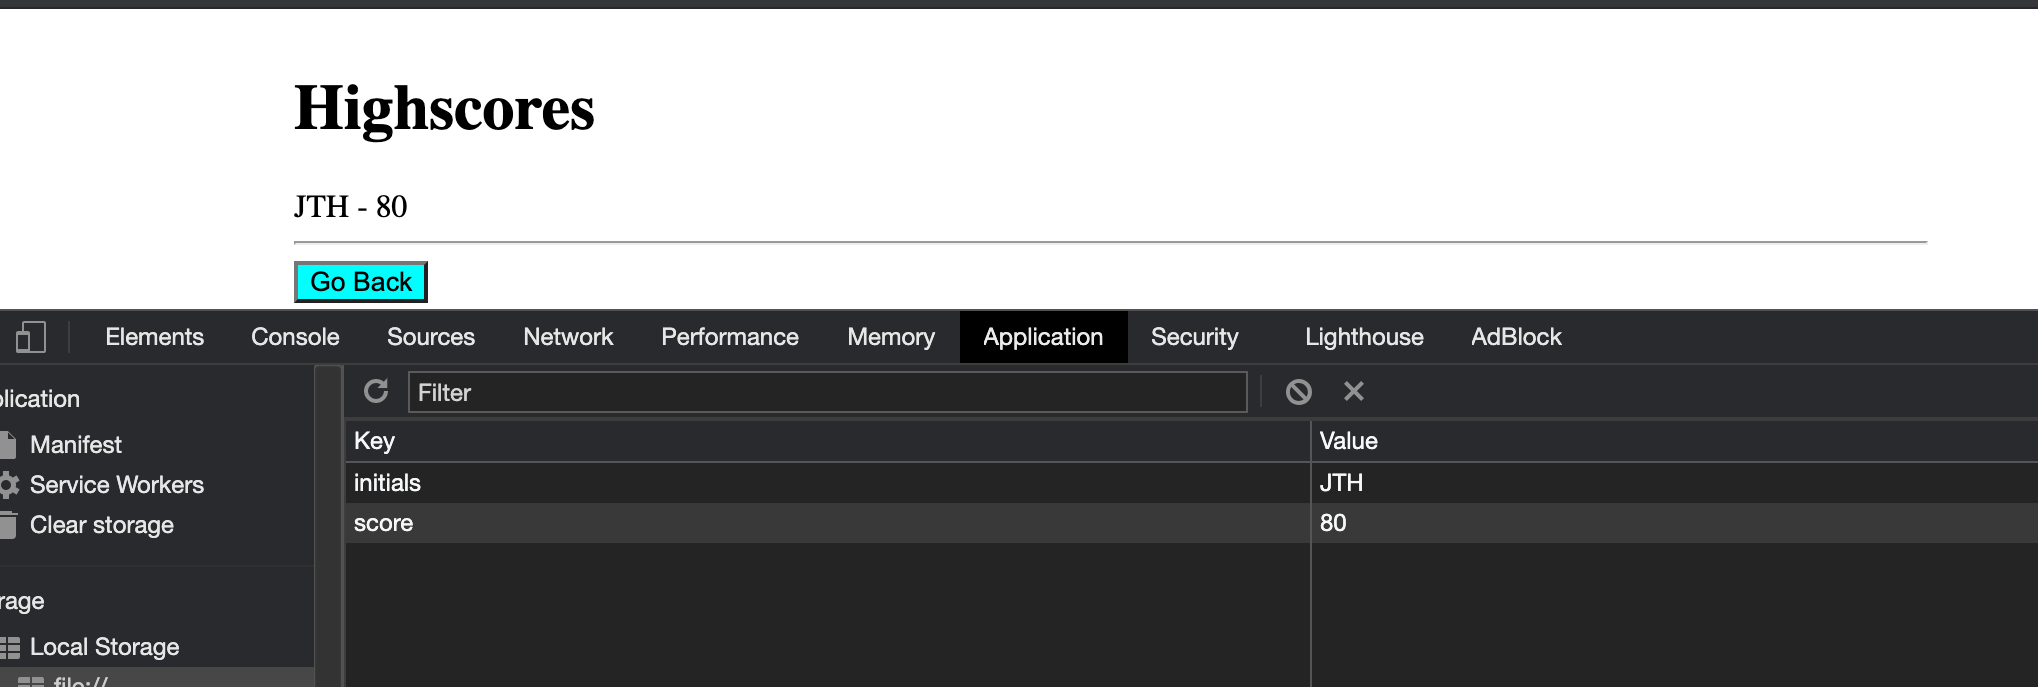 Highscores
JTH - 80
Go Back
Elements Console Sources Network Performance Memory Application Security Lighthouse AdBlock
lication
Filter
Manifest
Service Workers
Clear storage
rage
Local Storage
file://
Key Value
initials JTH
score 80